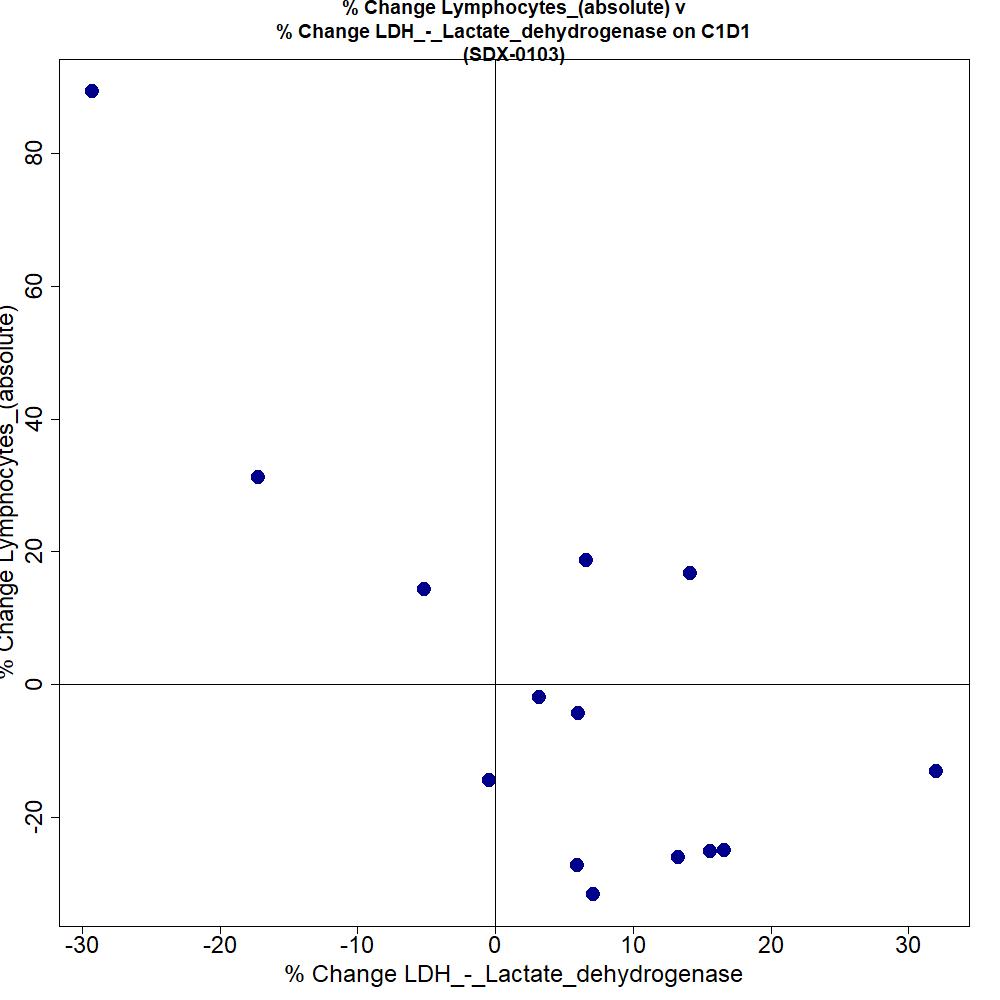 % Change Lymphocytes_(absolute) v
% Change LDH_-_Lactate_dehydrogenase on C1D1
(SDX-0103)
% Change Lymphocytes_(absolute)
80
60
40
20
0
-20
-30
-20
-10
0
10
20
30
% Change LDH_-_Lactate_dehydrogenase